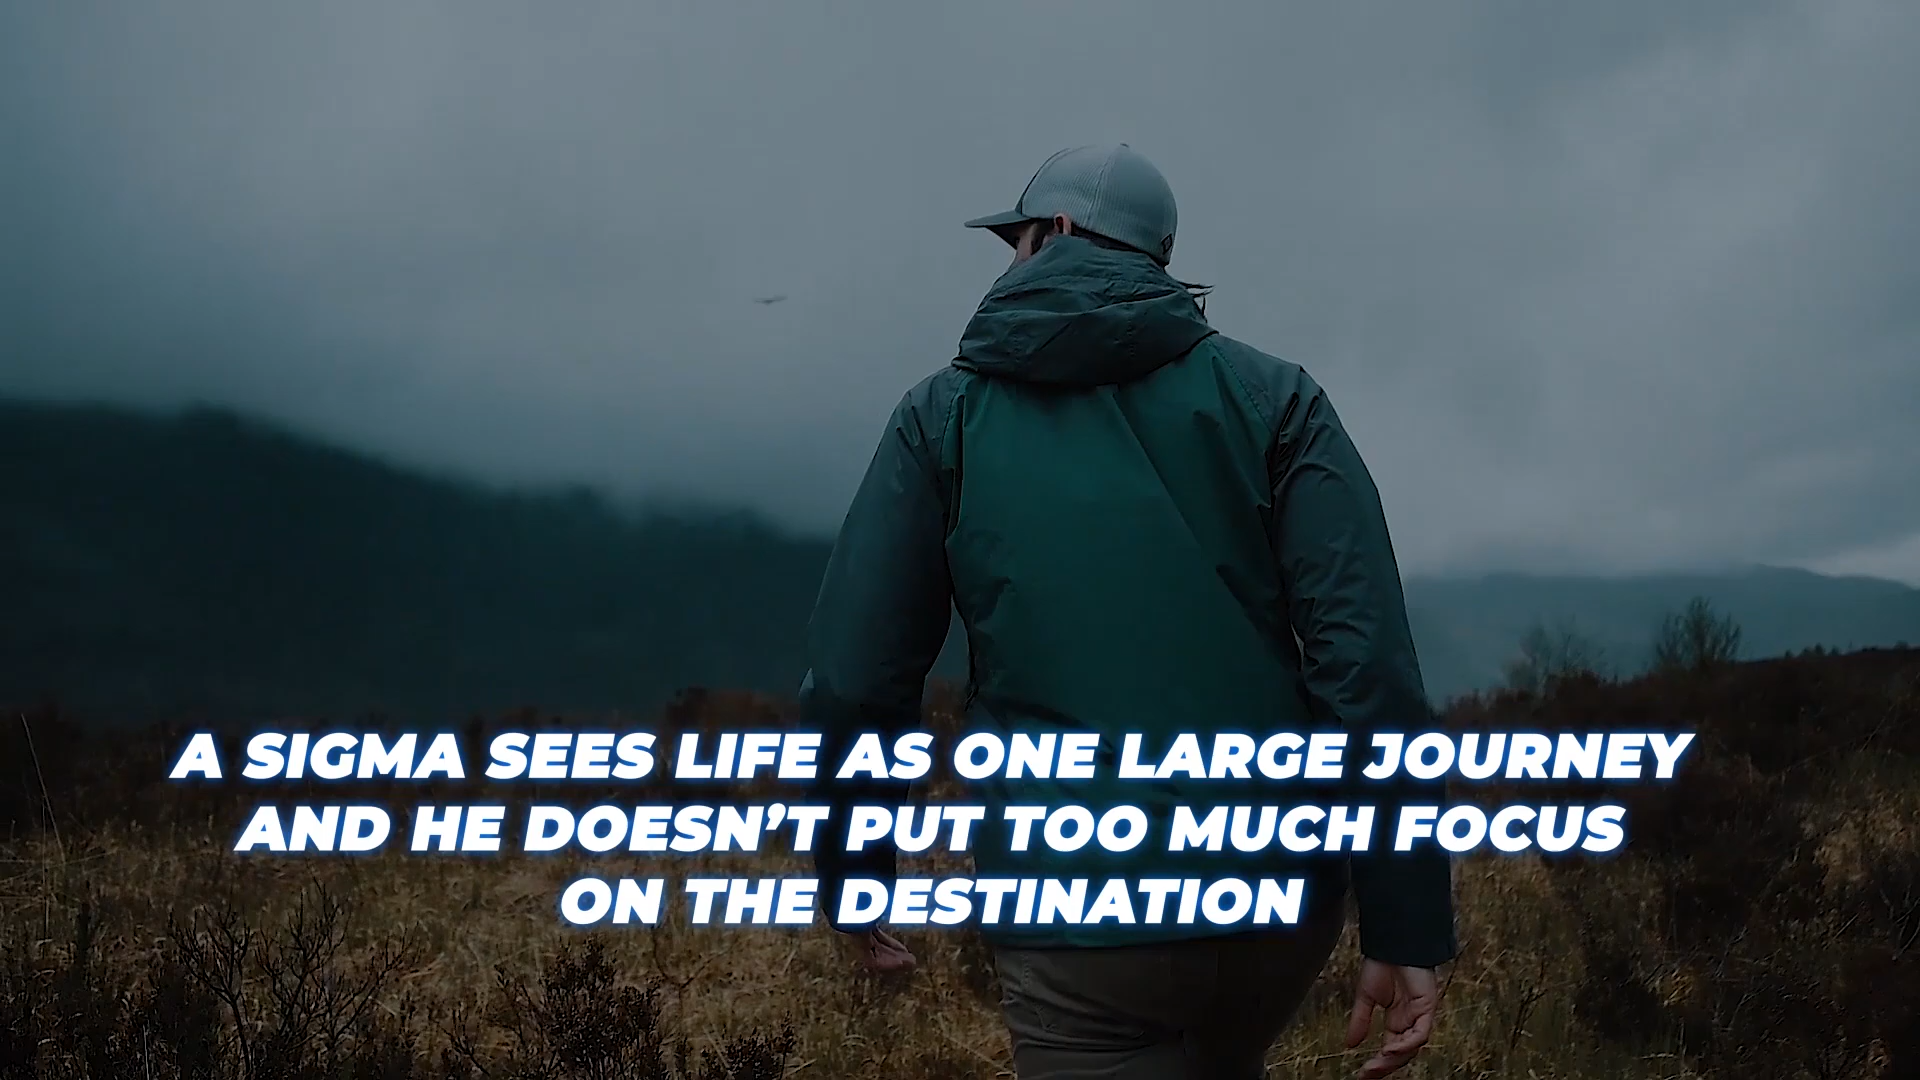 A SIGMA SEES LIFE AS ONE LARGE JOURNEY
AND HE DOESN’T PUT TOO MUCH FOCUS
ON THE DESTINATION